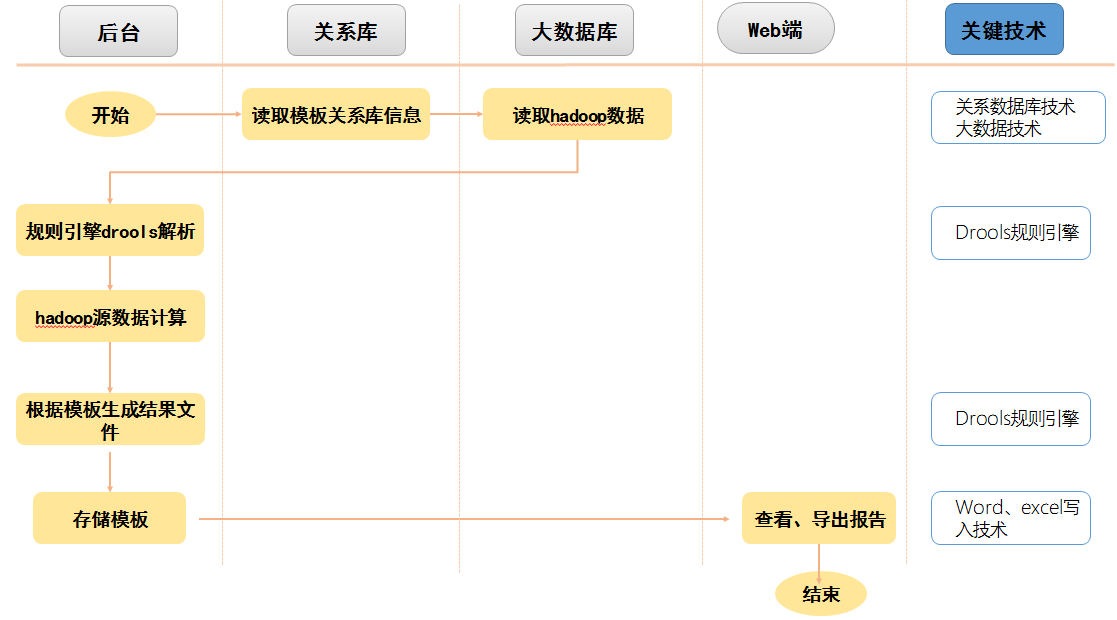 后台
关系库
大数据库
Web端
关键技术
开始
读取模板关系库信息
读取hadoop数据
关系数据库技术
大数据技术
规则引擎drools解析
Drools规则引擎
hadoop源数据计算
根据模板生成结果文
件
Drools规则引擎
存储模板
查看、导出报告
Word、excel写
入技术
结束